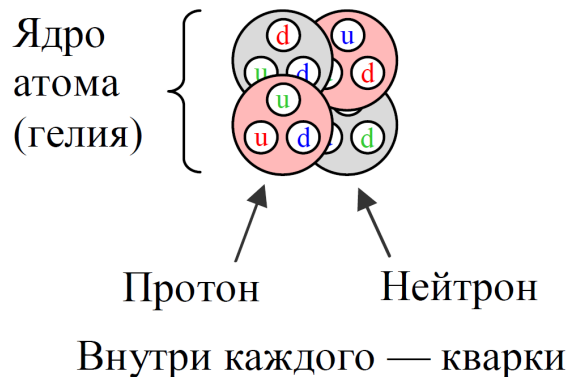 Ядро
атома
(гелия)
d
u
u d
d
u
u d
d
Протон
Нейтрон
Внутри каждого — кварки